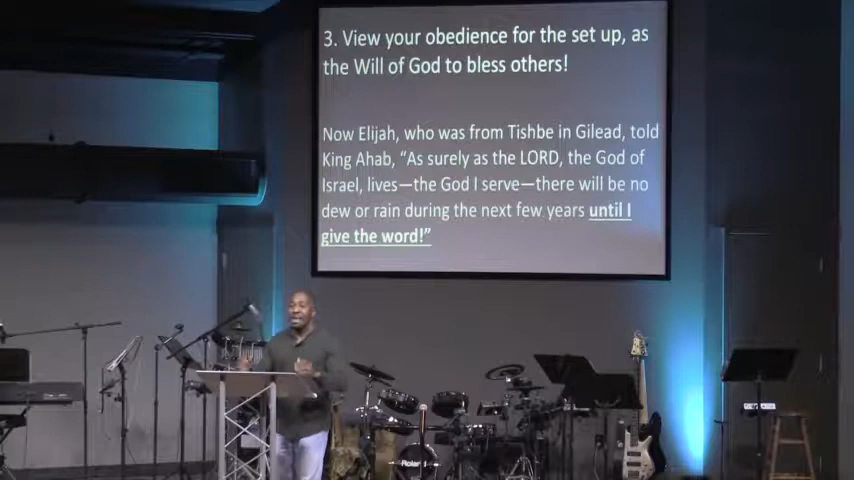 3. View your obedience for the set up, as
the Will of God to bless others!
Now Elijah, who was from Tishbe in Gilead, told
King Ahab, “As surely as the LORD, the God of
Israel, lives—the God I serve—there will be no
dew or rain during the next few years until I
give the word!”
Roland